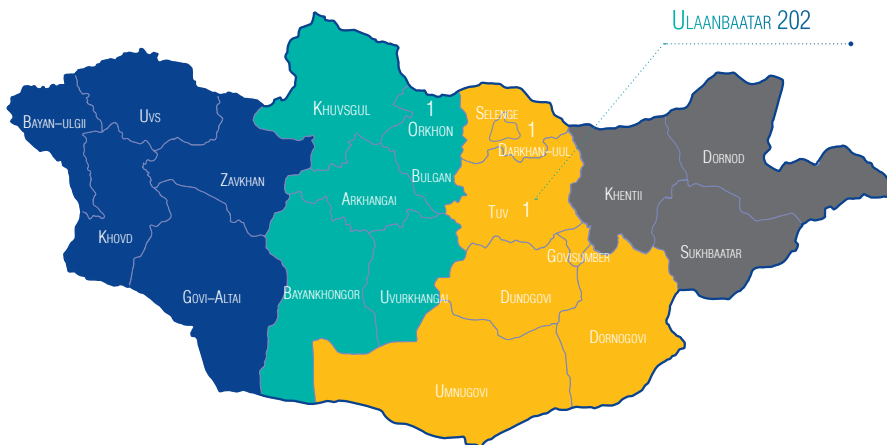 Ulaanbaatar 202
Khuvsgul
1
Orkhon
Selenge
1
Darkhan-uul
Bayan-ulgii
Uvs
Dornod
Zavkhan
Bulgan
Khentii
Arkhangai
Tuv 1
Khovd
Govisumber
Sukhbaatar
Govi-Altai
Bayankhongor
Uvurkhangai
Dundgovi
Dornogovi
Umnugovi